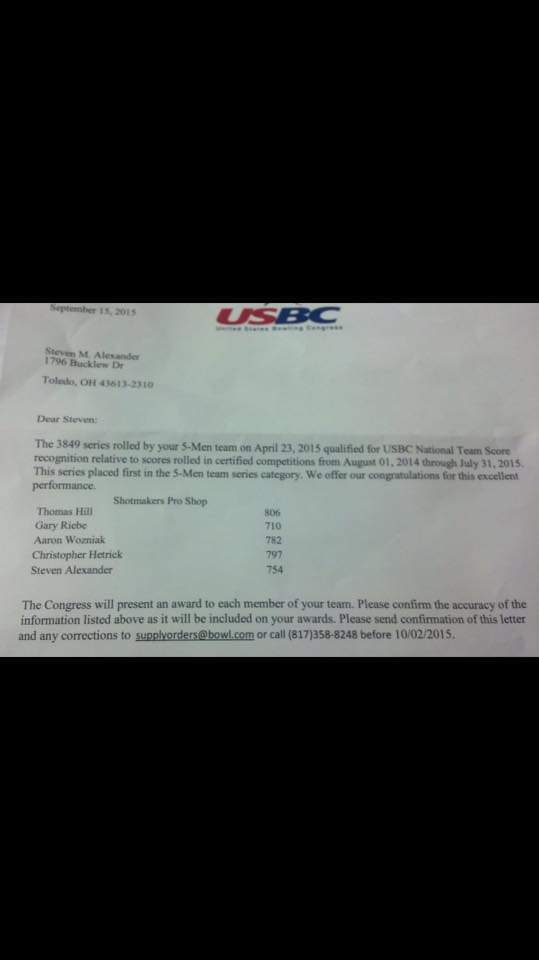 September 15, 2015
USBC
United States Bowling Congress
Steven M. Alexander
1796 Bucklew Dr
Toledo, OH 43613-2310
Dear Steven:
The 3849 series rolled by your 5-Men team on April 23, 2015 qualified for USBC National Team Score
recognition relative to scores rolled in certified competitions from August 01, 2014 through July 31, 2015.
This series placed first in the 5-Men team series category. We offer our congratulations for this excellent
performance.
Shotmakers Pro Shop
Thomas Hill 806
Gary Riebe 710
Aaron Wozniak 782
Christopher Hetrick 797
Steven Alexander 754
The Congress will present an award to each member of your team. Please confirm the accuracy of the
information listed above as it will be included on your awards. Please send confirmation of this letter
and any corrections to supplyorders@bowl.com or call (817)358-8248 before 10/02/2015.